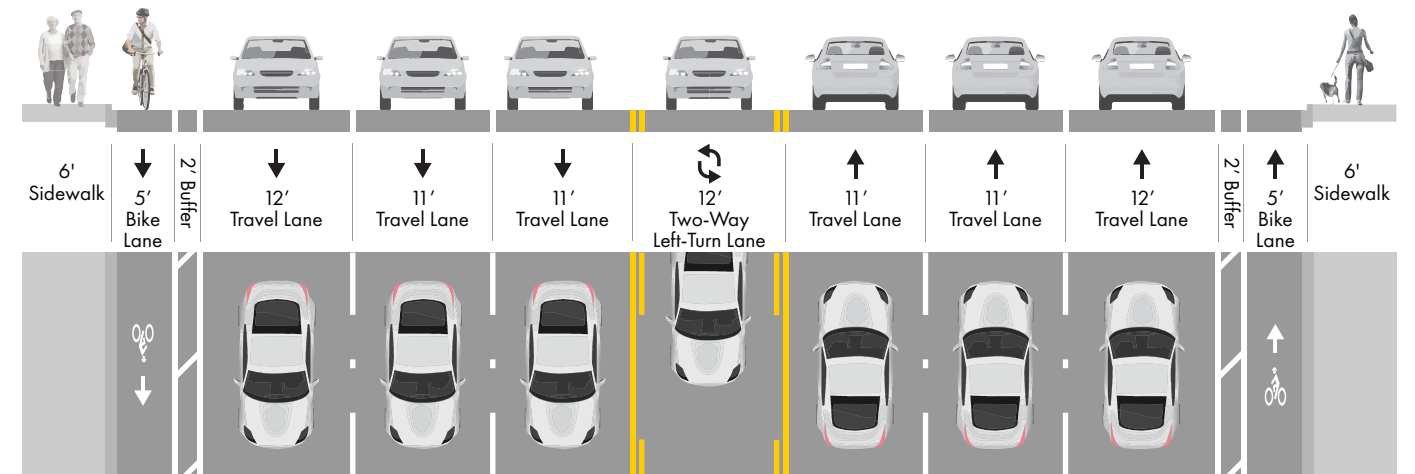 6'
Sidewalk
5’
Bike
Lane
2’ Buffer
12’
Travel Lane
11’
Travel Lane
11’
Travel Lane
12’
Two-Way
Left-Turn Lane
11’
Travel Lane
11’
Travel Lane
12’
Travel Lane
2’ Buffer
5’
Bike
Lane
6'
Sidewalk